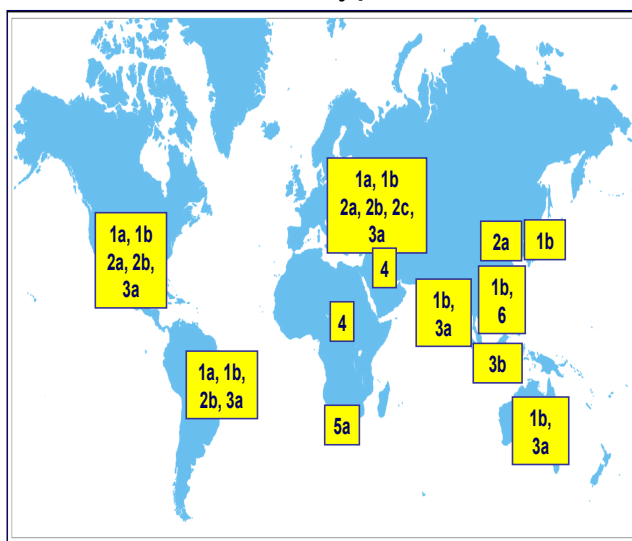 1a, 1b
2a, 2b, 2c,
3a
1a, 1b
2a, 2b,
3a
4
2a
1b
1b,
3a
1b,
6
4
3b
1a, 1b,
2b, 3a
5a
1b,
3a